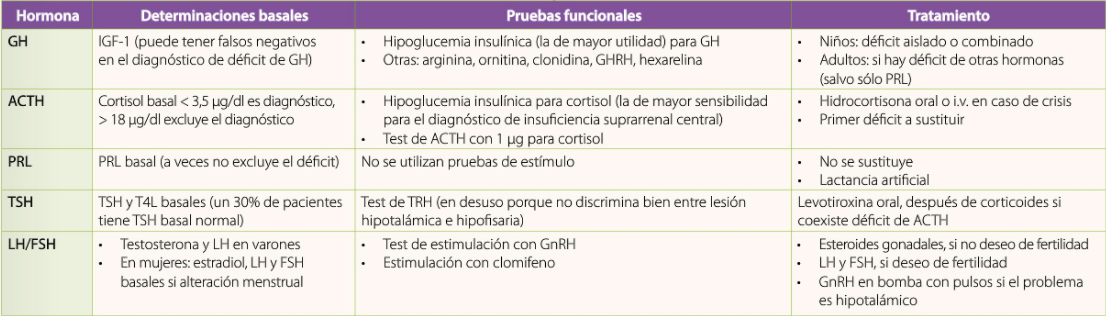 Hormona
Determinaciones basales
Pruebas funcionales
Tratamiento
GH
IGF-1 (puede tener falsos negativos
en el diagnóstico de déficit de GH)
• Hipoglucemia insulínica (la de mayor utilidad) para GH
• Otras: arginina, ornitina, clonidina, GHRH, hexarelina
• Niños: déficit aislado o combinado
• Adultos: si hay déficit de otras hormonas
(salvo sólo PRL)
ACTH
Cortisol basal < 3,5 µg/dl es diagnóstico,
> 18 µg/dl excluye el diagnóstico
• Hipoglucemia insulínica para cortisol (la de mayor sensibilidad
para el diagnóstico de insuficiencia suprarrenal central)
• Test de ACTH con 1 µg para cortisol
• Hidrocortisona oral o i.v. en caso de crisis
• Primer déficit a sustituir
PRL
PRL basal (a veces no excluye el déficit)
No se utilizan pruebas de estímulo
• No se sustituye
• Lactancia artificial
TSH
TSH y T4L basales (un 30% de pacientes
tiene TSH basal normal)
Test de TRH (en desuso porque no discrimina bien entre lesión
hipotalámica e hipofisaria)
Levotiroxina oral, después de corticoides si
coexiste déficit de ACTH
LH/FSH
• Testosterona y LH en varones
• En mujeres: estradiol, LH y FSH
basales si alteración menstrual
• Test de estimulación con GnRH
• Estimulación con clomifeno
• Esteroides gonadales, si no deseo de fertilidad
• LH y FSH, si deseo de fertilidad
• GnRH en bomba con pulsos si el problema
es hipotalámico